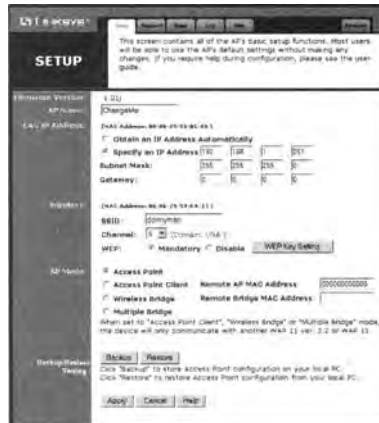 LINKSYS
Setup Password Status Log Help Advanced
SETUP
This screen contains all of the AP's basic setup functions. Most users
will be able to use the AP's default settings without making any
changes. If you require help during configuration, please see the user
guide.
Firmware Version:
AP Name: ChangeMe
LAN IP Address:
Obtain an IP Address Automatically
Specify an IP Address 192 168 1 251
Subnet Mask: 255 255 255 0
Gateway: 0 0 0 0
Wireless:
SSID:
Channel: 6 (Domain: USA)
WEP: Mandatory Disable WEP Key Setting
AP Mode: Access Point
Access Point Client Remote AP MAC Address 000000000000
Wireless Bridge Remote Bridge MAC Address:
Multiple Bridge
When set to "Access Point Client", "Wireless Bridge" or "Multiple Bridge" mode,
the device will only communicate with another WAP 11 ver. 2.2 or WAP 11.
Backup/Restore
Setting:
Backup Restore
Click "Backup" to store Access Point configuration on your local PC.
Click "Restore" to restore Access Point configuration from your local PC.
Apply Cancel Help